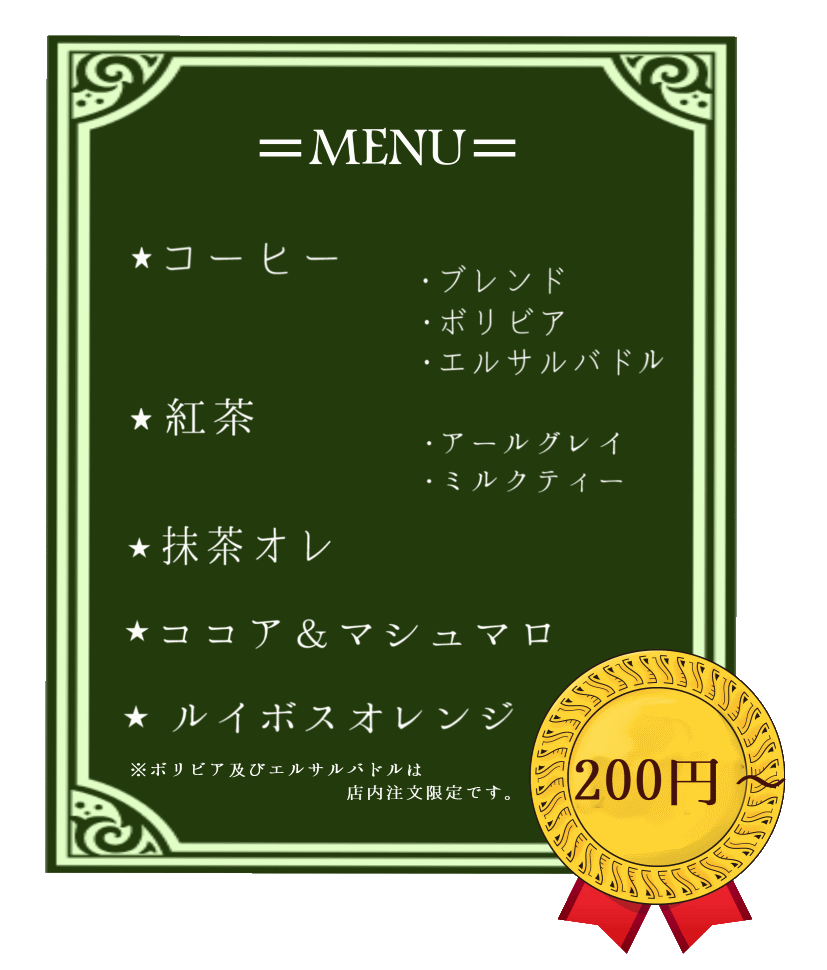 ＝MENU＝
★コーヒー
・ブレンド
・ボリビア
・エルサルバドル
★紅茶
・アールグレイ
・ミルクティー
★抹茶オレ
★ココア＆マシュマロ
★ルイボスオレンジ
※ボリビア及びエルサルバドルは
店内注文限定です。
200円～